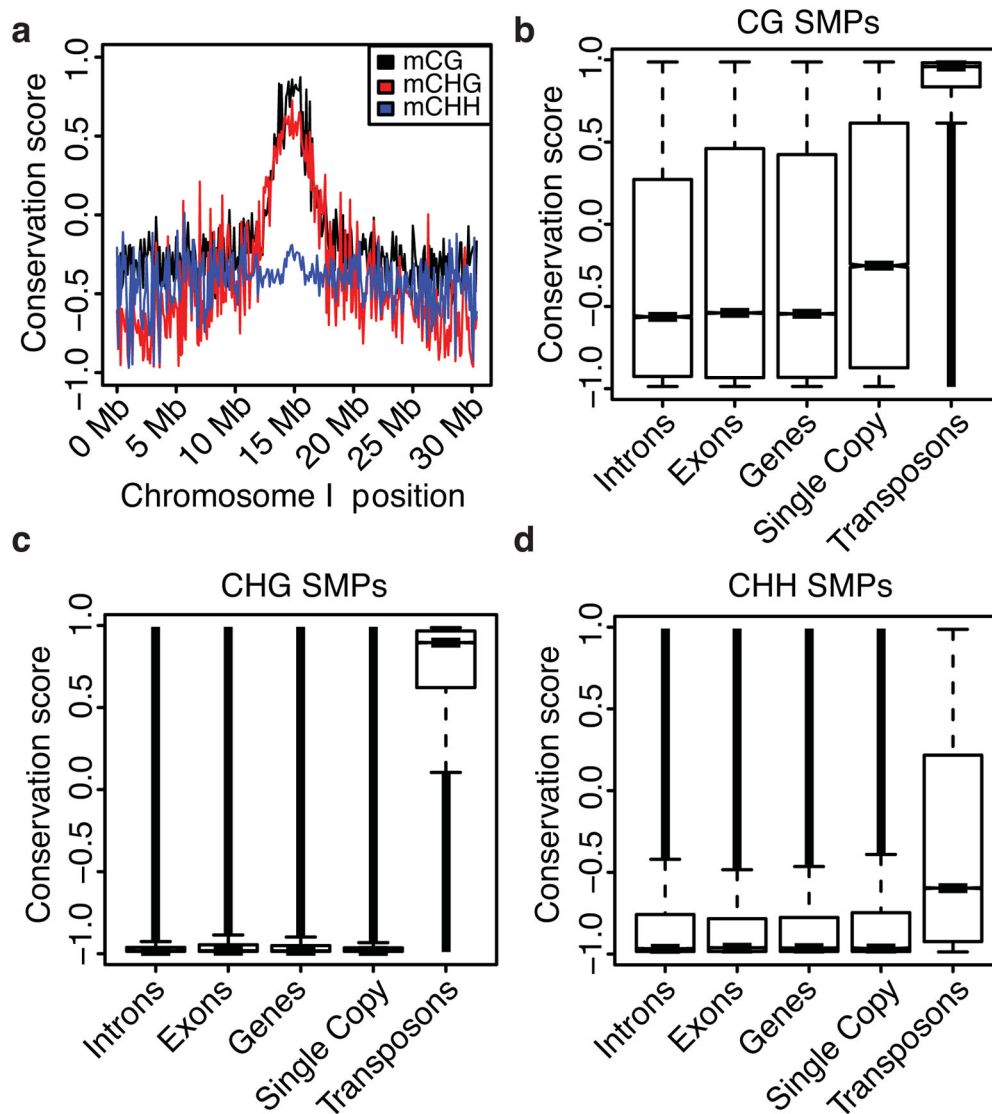 a
mCG
mCHG
mCHH
Conservation score
1.0
0.5
0.0
−0.5
−1.0
0 Mb
5 Mb
10 Mb
15 Mb
20 Mb
25 Mb
30 Mb
Chromosome I position
b
CG SMPs
Conservation score
1.0
0.5
0.0
−0.5
−1.0
Introns
Exons
Genes
Single Copy
Transposons
c
CHG SMPs
Conservation score
1.0
0.5
0.0
−0.5
−1.0
Introns
Exons
Genes
Single Copy
Transposons
d
CHH SMPs
Conservation score
1.0
0.5
0.0
−0.5
−1.0
Introns
Exons
Genes
Single Copy
Transposons